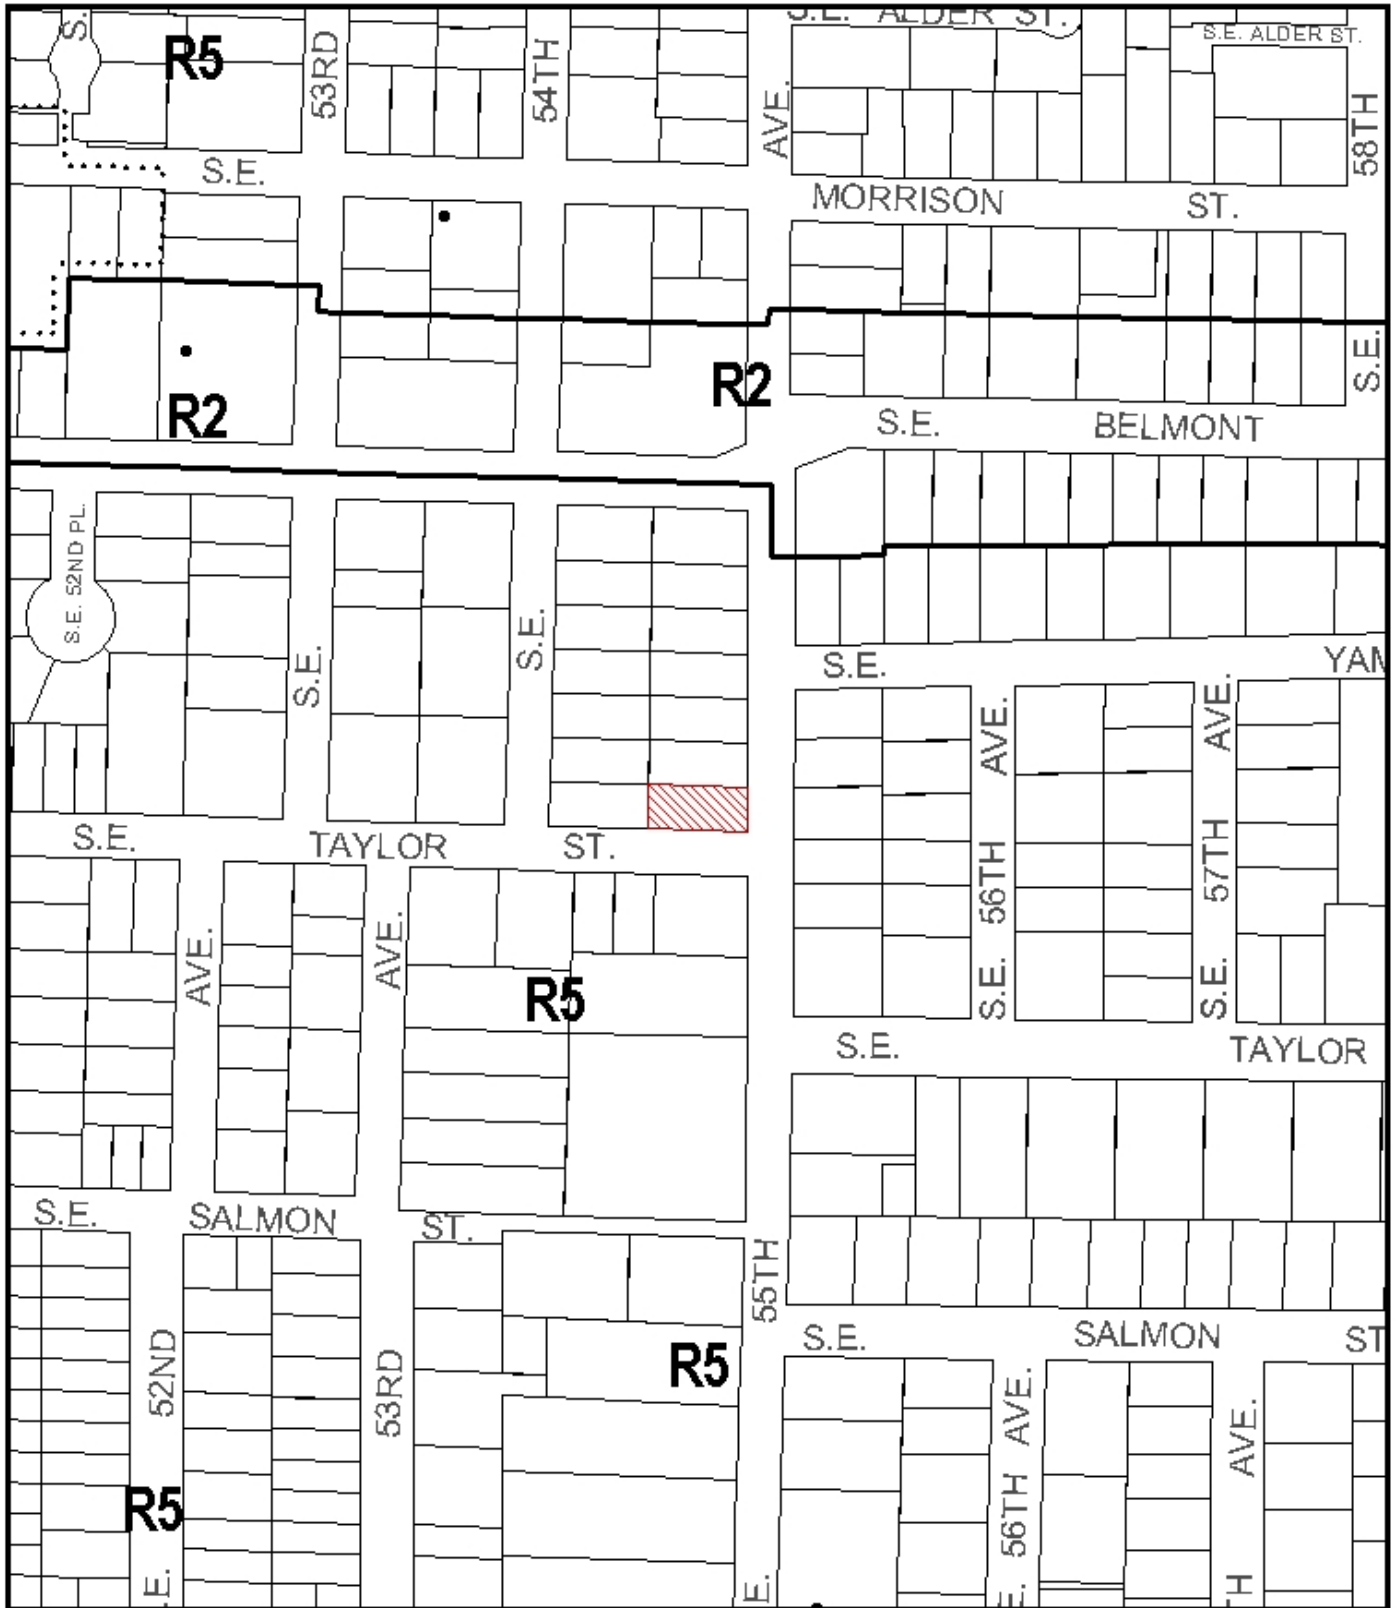 S.
R5
53RD
54TH
AVE.
S.E. ALDER ST.
S.E. ALDER ST.
58TH
S.E.
MORRISON
ST.
R2
R2
S.E.
S.E.
BELMONT
S.E. 52ND PL.
S.E.
S.E.
S.E.
AVE.
AVE.
S.E.
TAYLOR
ST.
56TH
57TH
AVE.
AVE.
R5
S.E.
S.E.
S.E.
TAYLOR
S.E.
SALMON
ST.
55TH
S.E.
SALMON
ST
52ND
53RD
R5
AVE.
AVE.
56TH
R5